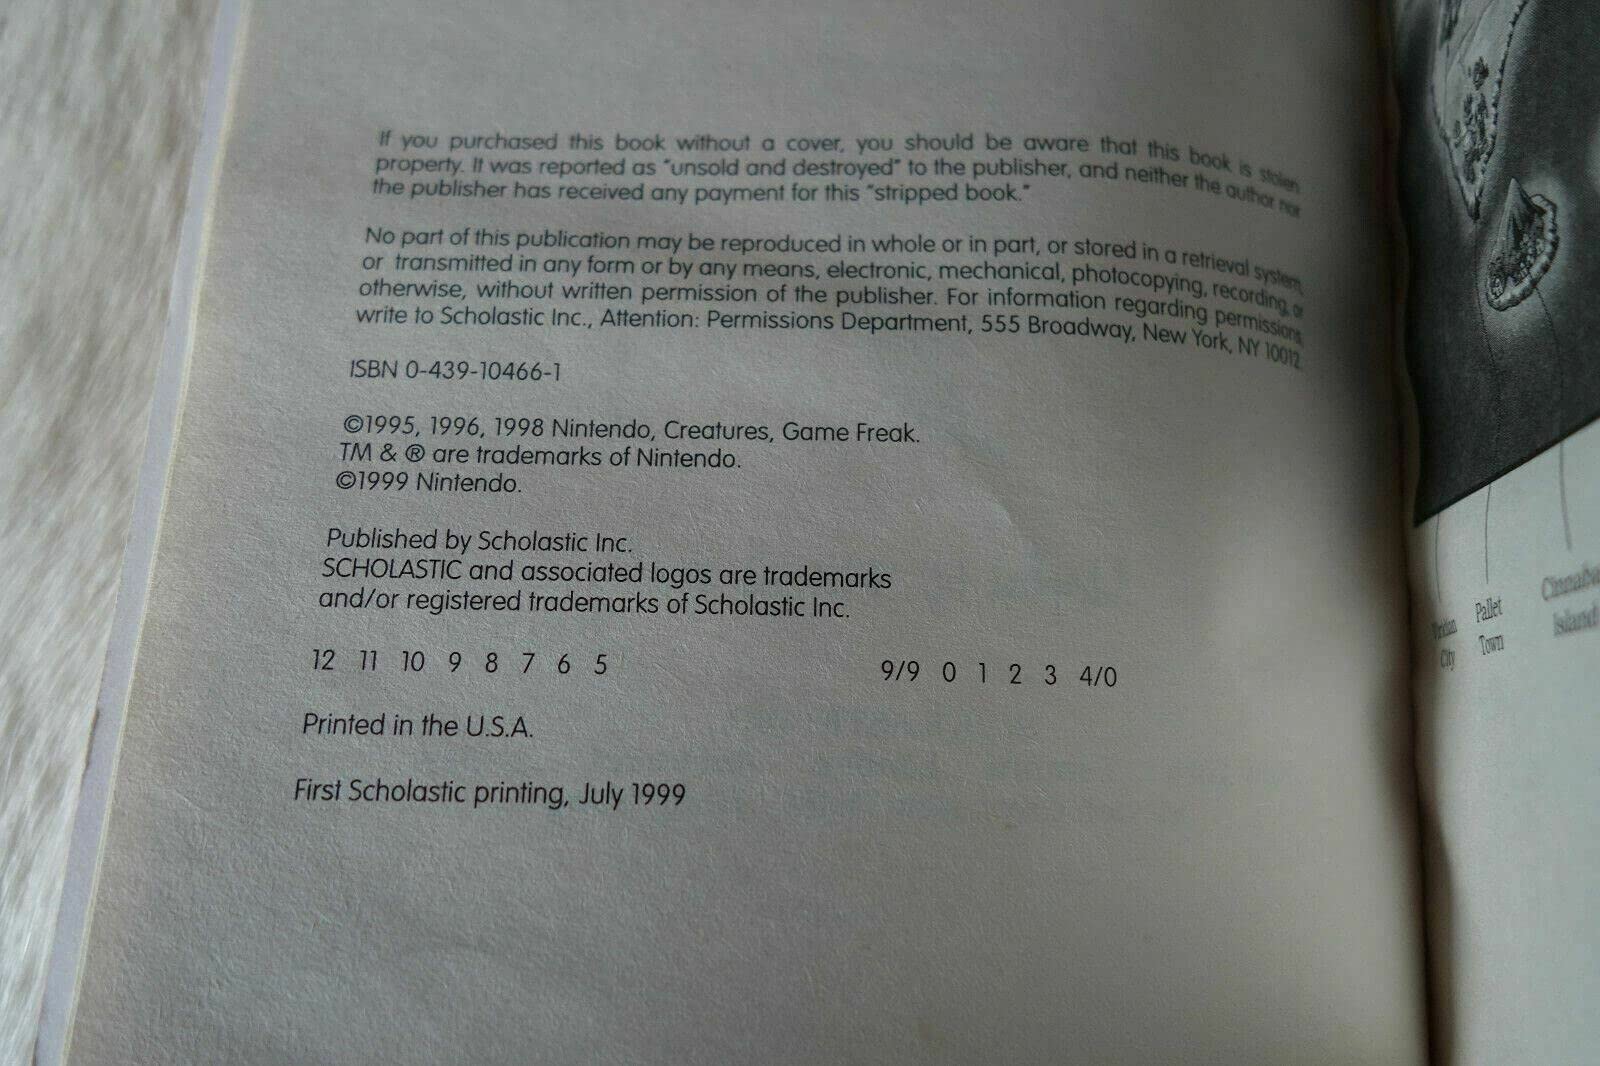 If you purchased this book without a cover, you should be aware that this book is stolen
property. It was reported as "unsold and destroyed" to the publisher, and neither the author nor
the publisher has received any payment for this "stripped book."
No part of this publication may be reproduced in whole or in part, or stored in a retrieval system,
or transmitted in any form or by any means, electronic, mechanical, photocopying, recording, or
otherwise, without written permission of the publisher. For information regarding permissions,
write to Scholastic Inc., Attention: Permissions Department, 555 Broadway, New York, NY 10012.
ISBN 0-439-10466-1
©1995, 1996, 1998 Nintendo, Creatures, Game Freak.
TM & ® are trademarks of Nintendo.
©1999 Nintendo.
Published by Scholastic Inc.
SCHOLASTIC and associated logos are trademarks
and/or registered trademarks of Scholastic Inc.
12 11 10 9 8 7 6 5 9/9 0 1 2 3 4/0
Printed in the U.S.A.
First Scholastic printing, July 1999
City
Pallet
Town
Island